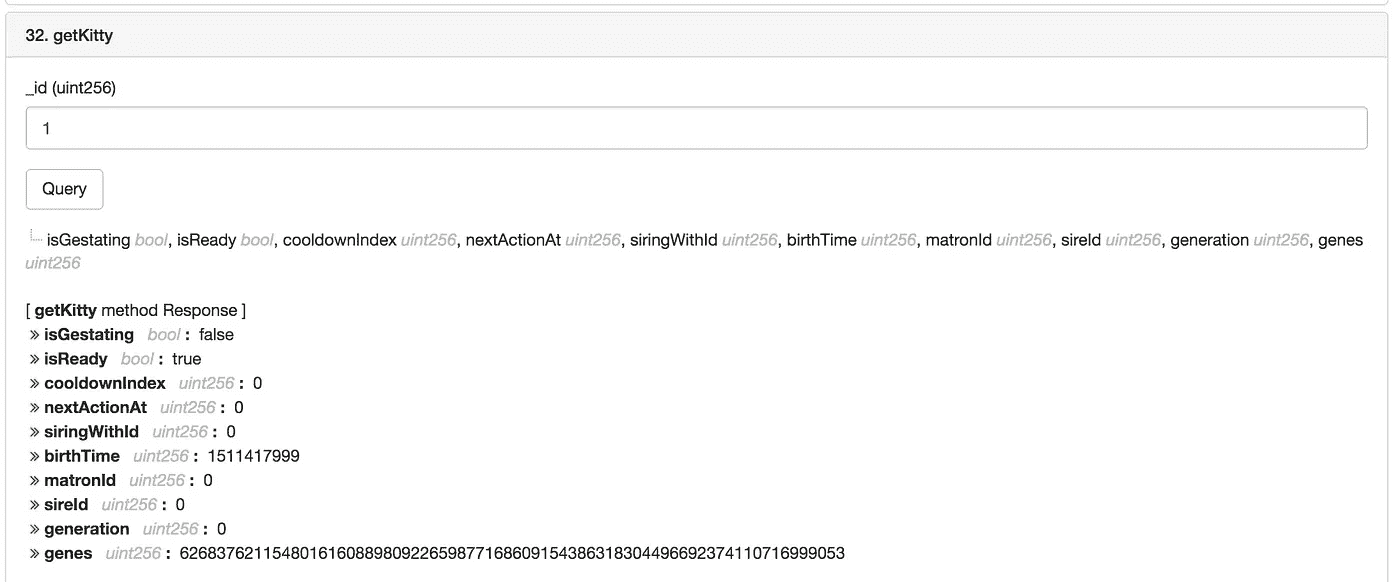 32. getKitty
_id (uint256)
1
Query
isGestating bool, isReady bool, cooldownIndex uint256, nextActionAt uint256, siringWithId uint256, birthTime uint256, matronId uint256, sireId uint256, generation uint256, genes
uint256
[ getKitty method Response ]
» isGestating bool : false
» isReady bool : true
» cooldownIndex uint256 : 0
» nextActionAt uint256 : 0
» siringWithId uint256 : 0
» birthTime uint256 : 1511417999
» matronId uint256 : 0
» sireId uint256 : 0
» generation uint256 : 0
» genes uint256 : 626837621154801616088980922659877168609154386318304496692374110716999053